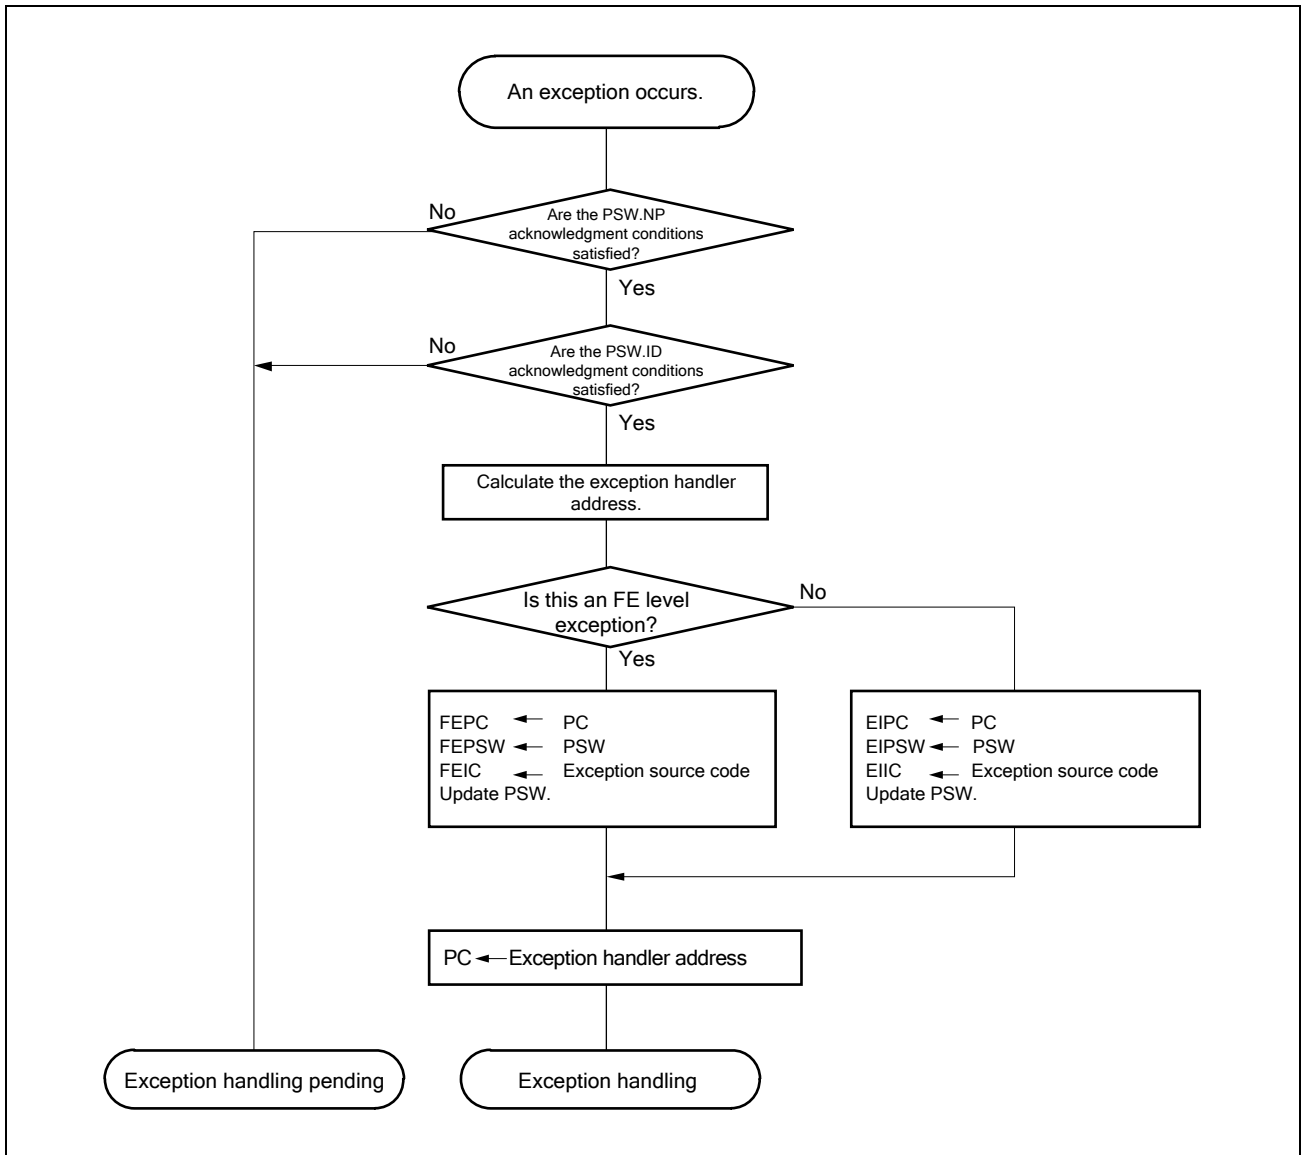 An exception occurs.
No
Are the PSW.NP
acknowledgment conditions
satisfied?
Yes
No
Are the PSW.ID
acknowledgment conditions
satisfied?
Yes
Calculate the exception handler
address.
Is this an FE level
exception?
No
Yes
FEPC ← PC
FEPSW ← PSW
FEIC ← Exception source code
Update PSW.
EIPC ← PC
EIPSW ← PSW
EIIC ← Exception source code
Update PSW.
PC ← Exception handler address
Exception handling pending
Exception handling